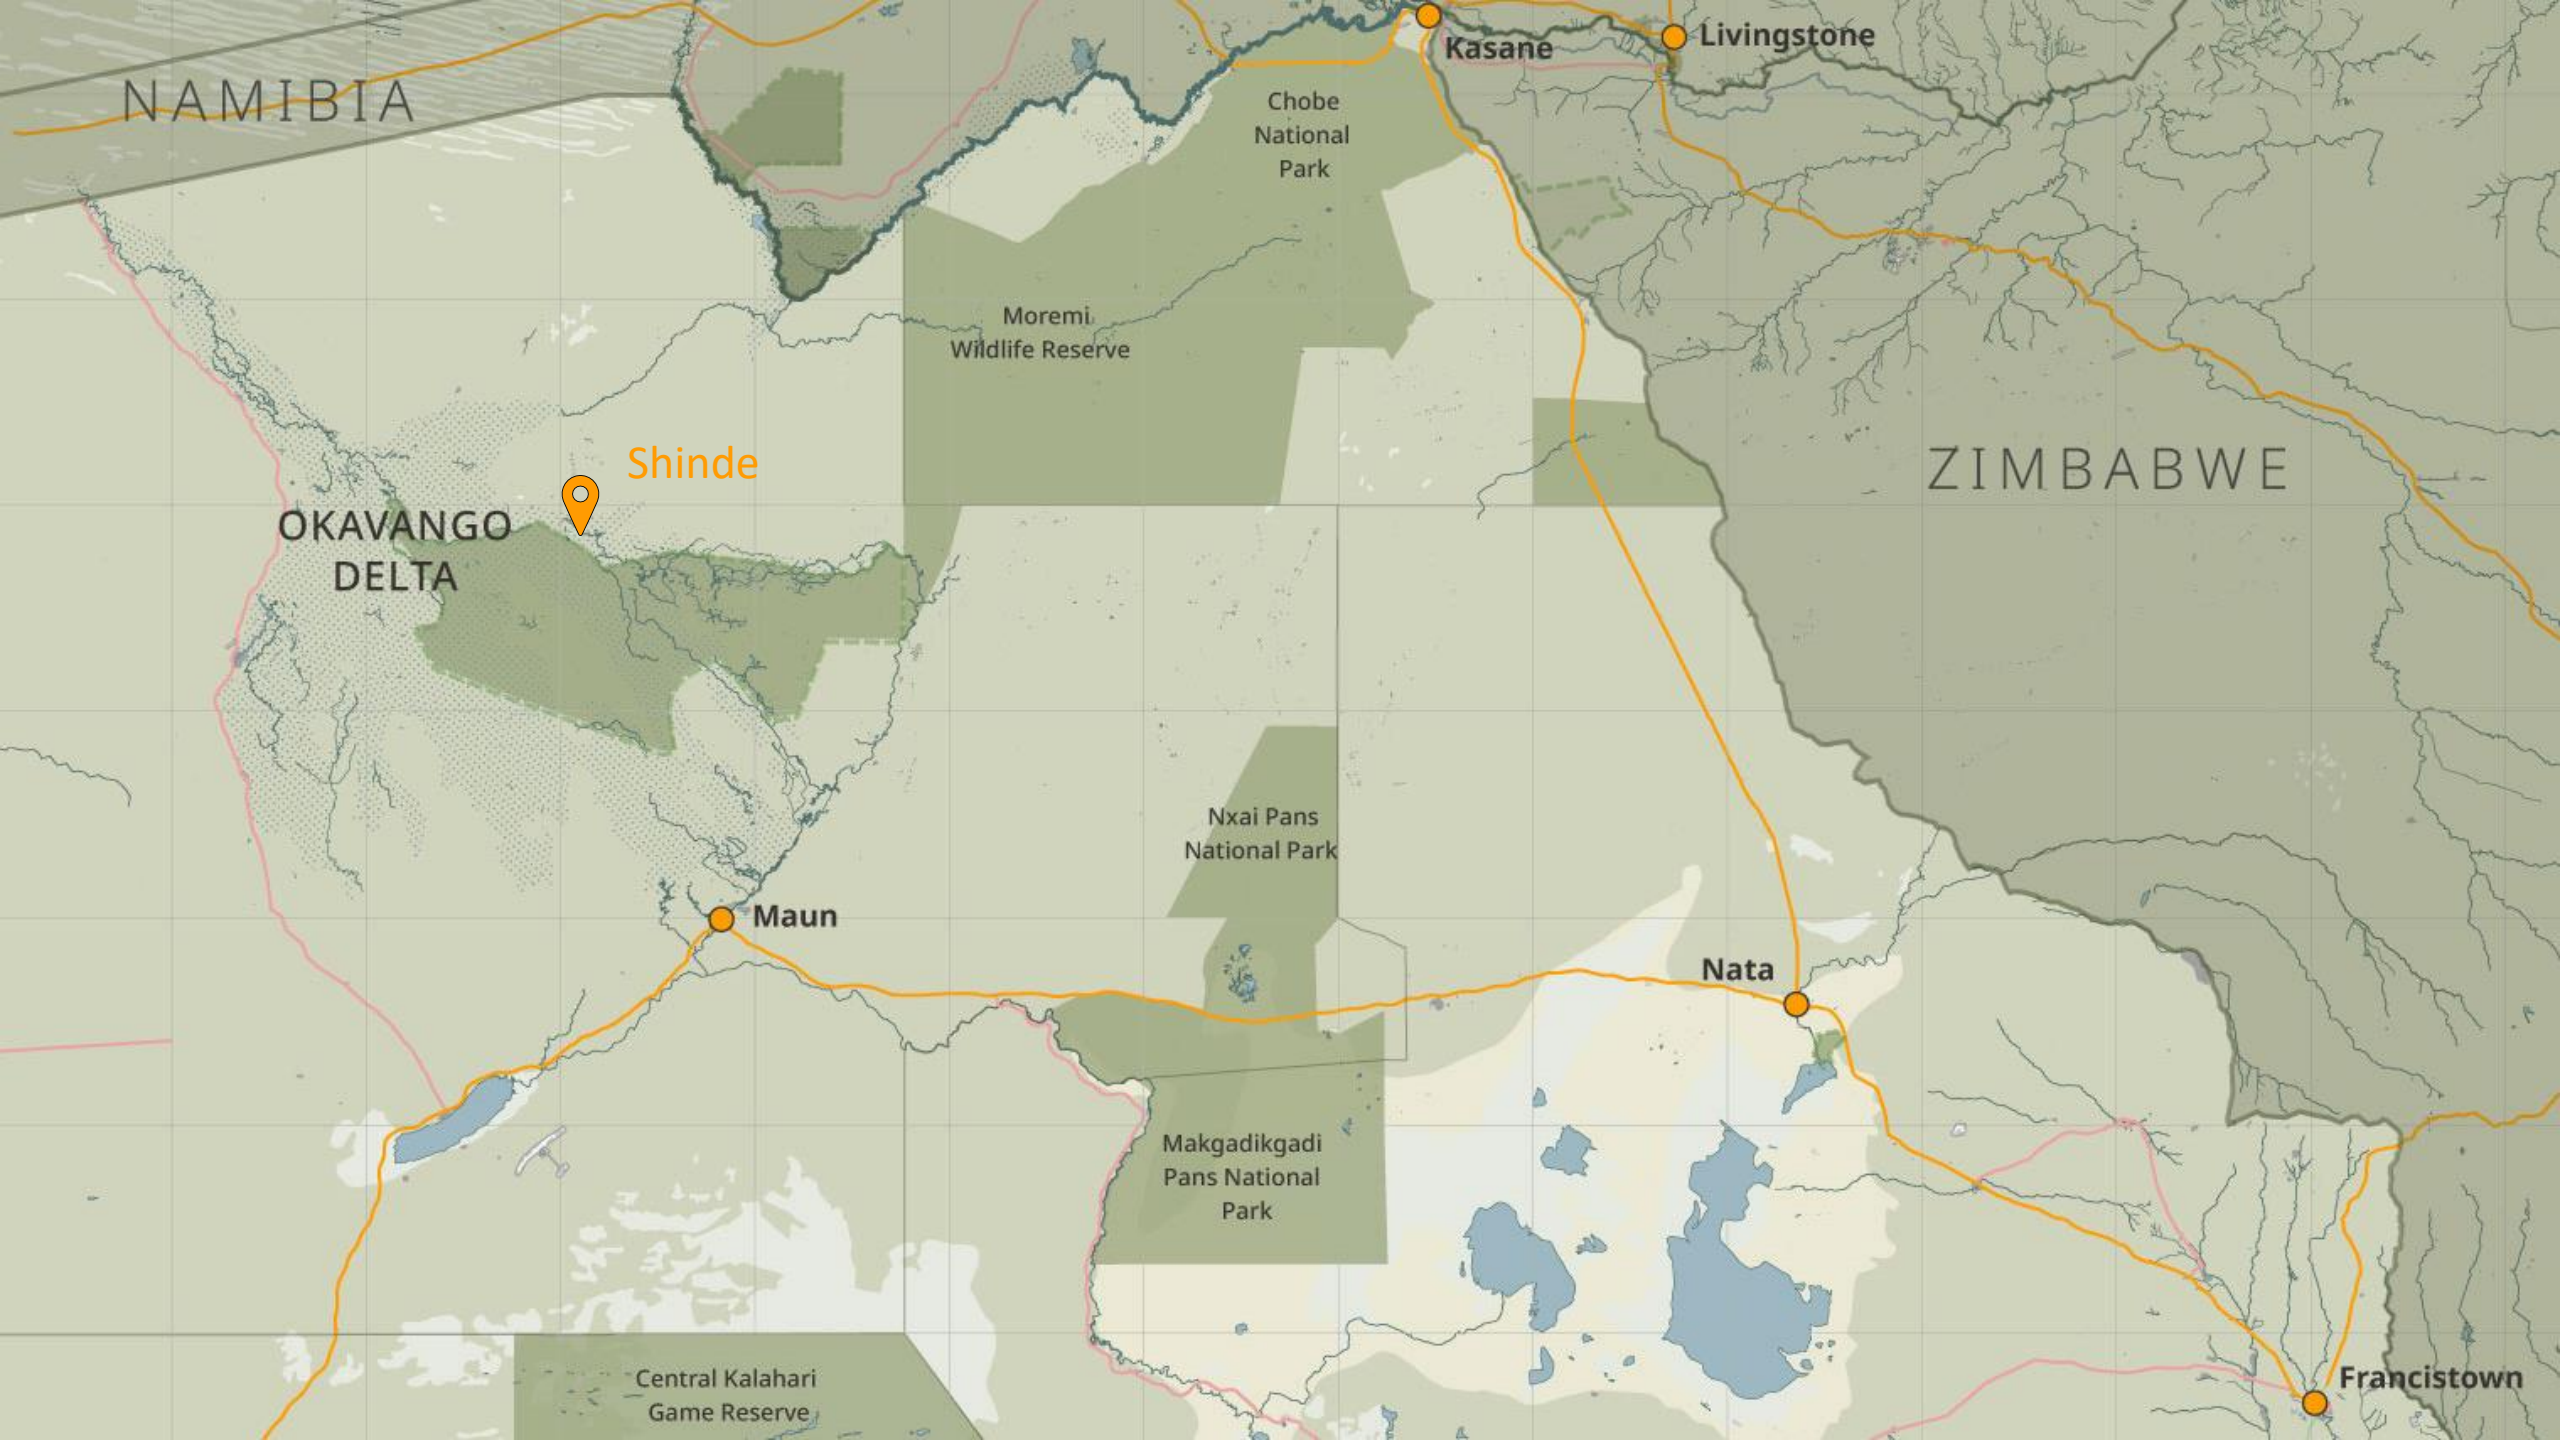 Livingstone
Kasane
NAMIBIA
Chobe
National
Park
Moremi
Wildlife Reserve
Shinde
ZIMBABWE
OKAVANGO
DELTA
Nxai Pans
National Park
Maun
Nata
Makgadikgadi
Pans National
Park
Central Kalahari
Game Reserve
Francistown